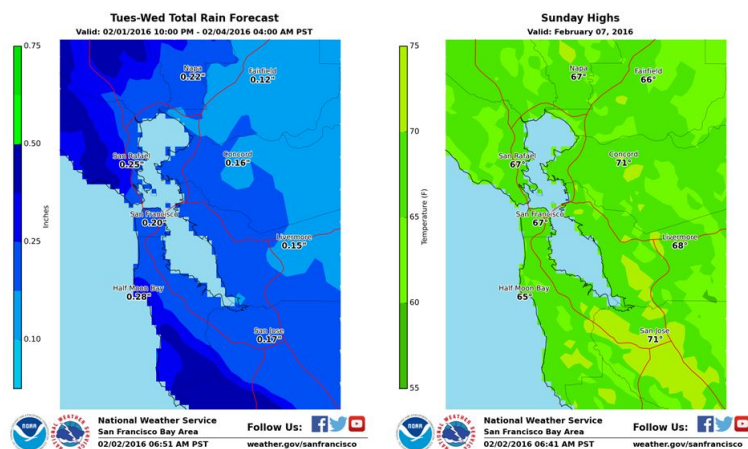 Tues-Wed Total Rain Forecast
Valid: 02/01/2016 10:00 PM - 02/04/2016 04:00 AM PST
0.75
0.50
0.25
0.10
Inches
Napa
0.22"
Fairfield
0.12"
San Rafael
0.25"
Concord
0.16"
San Francisco
0.20"
Livermore
0.15"
Half Moon Bay
0.28"
San Jose
0.17"
National Weather Service
San Francisco Bay Area
02/02/2016 06:51 AM PST
Follow Us:
weather.gov/sanfrancisco
Sunday Highs
Valid: February 07, 2016
75
70
65
60
55
Temperature (F)
Napa
67°
Fairfield
66°
San Rafael
67°
Concord
71°
San Francisco
67°
Livermore
68°
Half Moon Bay
65°
San Jose
71°
National Weather Service
San Francisco Bay Area
02/02/2016 06:41 AM PST
Follow Us:
weather.gov/sanfrancisco